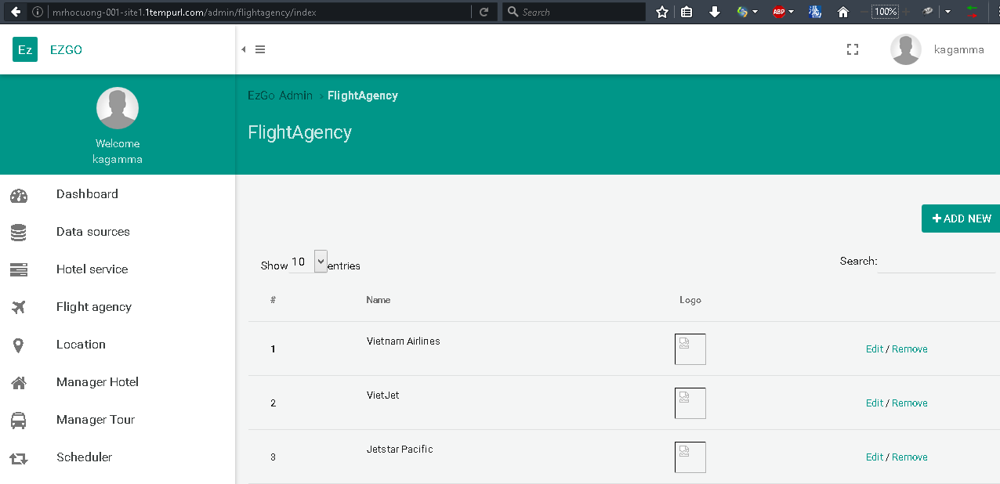 mrhocuong-001-site1.1tempurl.com/admin/flightagency/index
Search
ABP
100%
Ez
EZGO
kagamma
EzGo Admin › FlightAgency
FlightAgency
Welcome
kagamma
Dashboard
Data sources
Hotel service
Flight agency
Location
Manager Hotel
Manager Tour
Scheduler
ADD NEW
Show 10 entries
Search:
# Name Logo
1 Vietnam Airlines Edit / Remove
2 VietJet Edit / Remove
3 Jetstar Pacific Edit / Remove